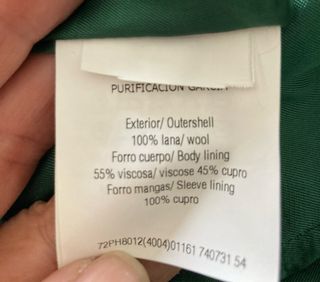 PURIFICACION GARCIA
Exterior/ Outershell
100% lana/ wool
Forro cuerpo/ Body lining
55% viscosa/ viscose 45% cupro
Forro mangas/ Sleeve lining
100% cupro
72PH8012(4004)01161 740731 54